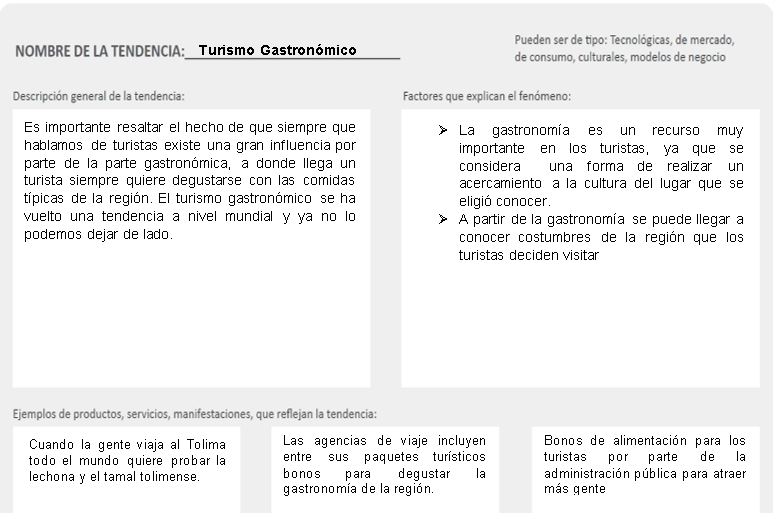 NOMBRE DE LA TENDENCIA: Turismo Gastronómico
Pueden ser de tipo: Tecnológicas, de mercado,
de consumo, culturales, modelos de negocio
Descripción general de la tendencia:
Es importante resaltar el hecho de que siempre que
hablamos de turistas existe una gran influencia por
parte de la parte gastronómica, a donde llega un
turista siempre quiere degustarse con las comidas
típicas de la región. El turismo gastronómico se ha
vuelto una tendencia a nivel mundial y ya no lo
podemos dejar de lado.
Factores que explican el fenómeno:
➤ La gastronomía es un recurso muy
importante en los turistas, ya que se
considera una forma de realizar un
acercamiento a la cultura del lugar que se
eligió conocer.
➤ A partir de la gastronomía se puede llegar a
conocer costumbres de la región que los
turistas deciden visitar
Ejemplos de productos, servicios, manifestaciones, que reflejan la tendencia:
Cuando la gente viaja al Tolima
todo el mundo quiere probar la
lechona y el tamal tolimense.
Las agencias de viaje incluyen
entre sus paquetes turísticos
bonos para degustar la
gastronomía de la región.
Bonos de alimentación para los
turistas por parte de la
administración pública para atraer
más gente